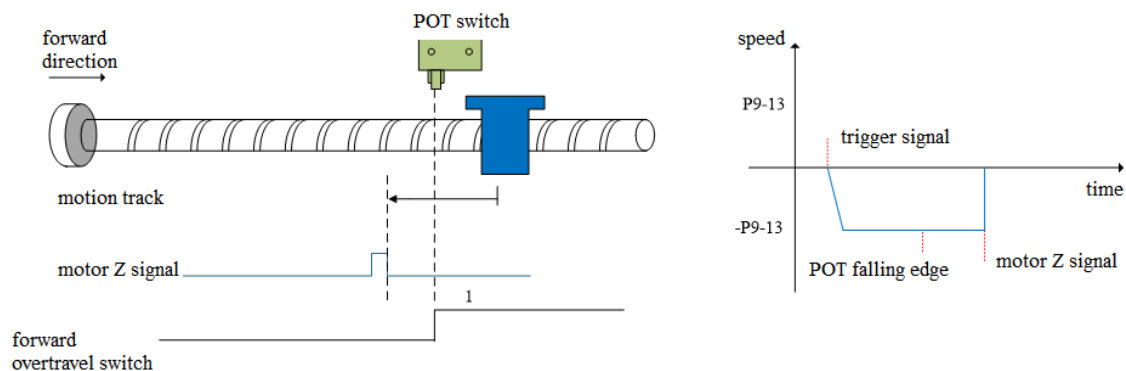 POT switch
forward
direction
motion track
motor Z signal
1
forward
overtravel switch
speed
P9-13
trigger signal
time
-P9-13
POT falling edge
motor Z signal